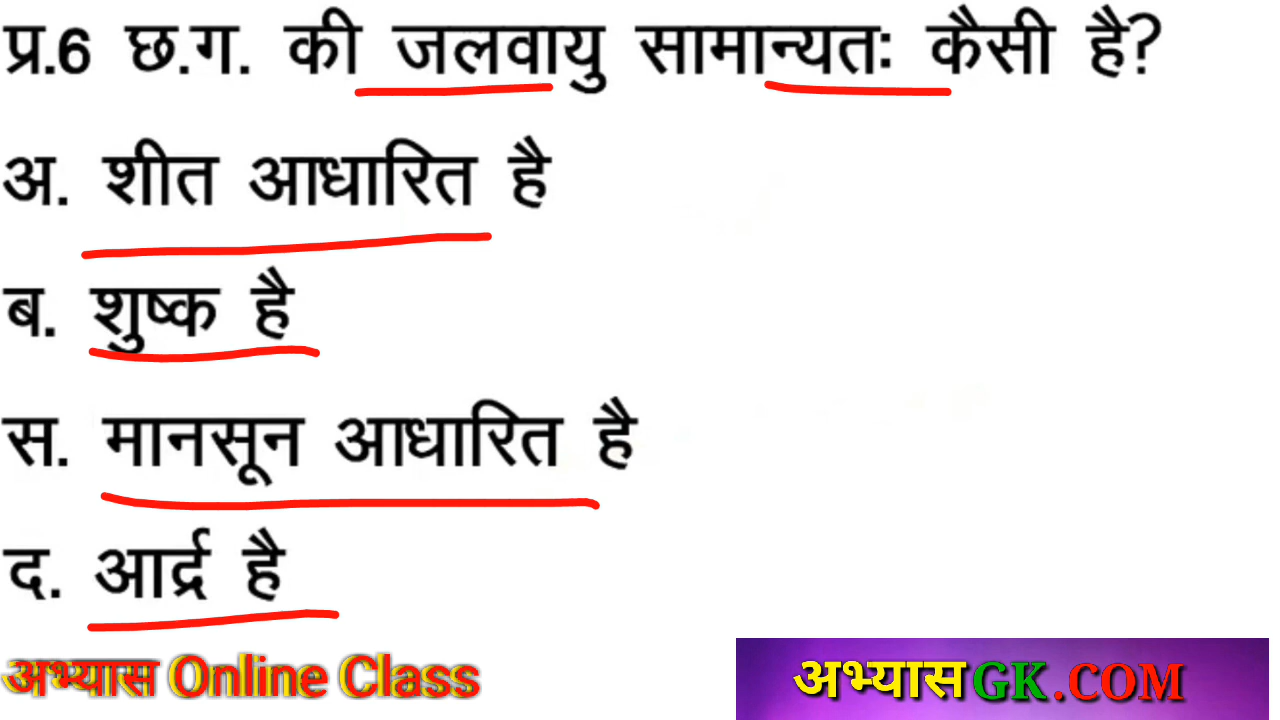 प्र.6 छ.ग. की जलवायु सामान्यतः कैसी है?
अ. शीत आधारित है
ब. शुष्क है
स. मानसून आधारित है
द. आर्द्र है
अभ्यास Online Class
अभ्यासGK.COM